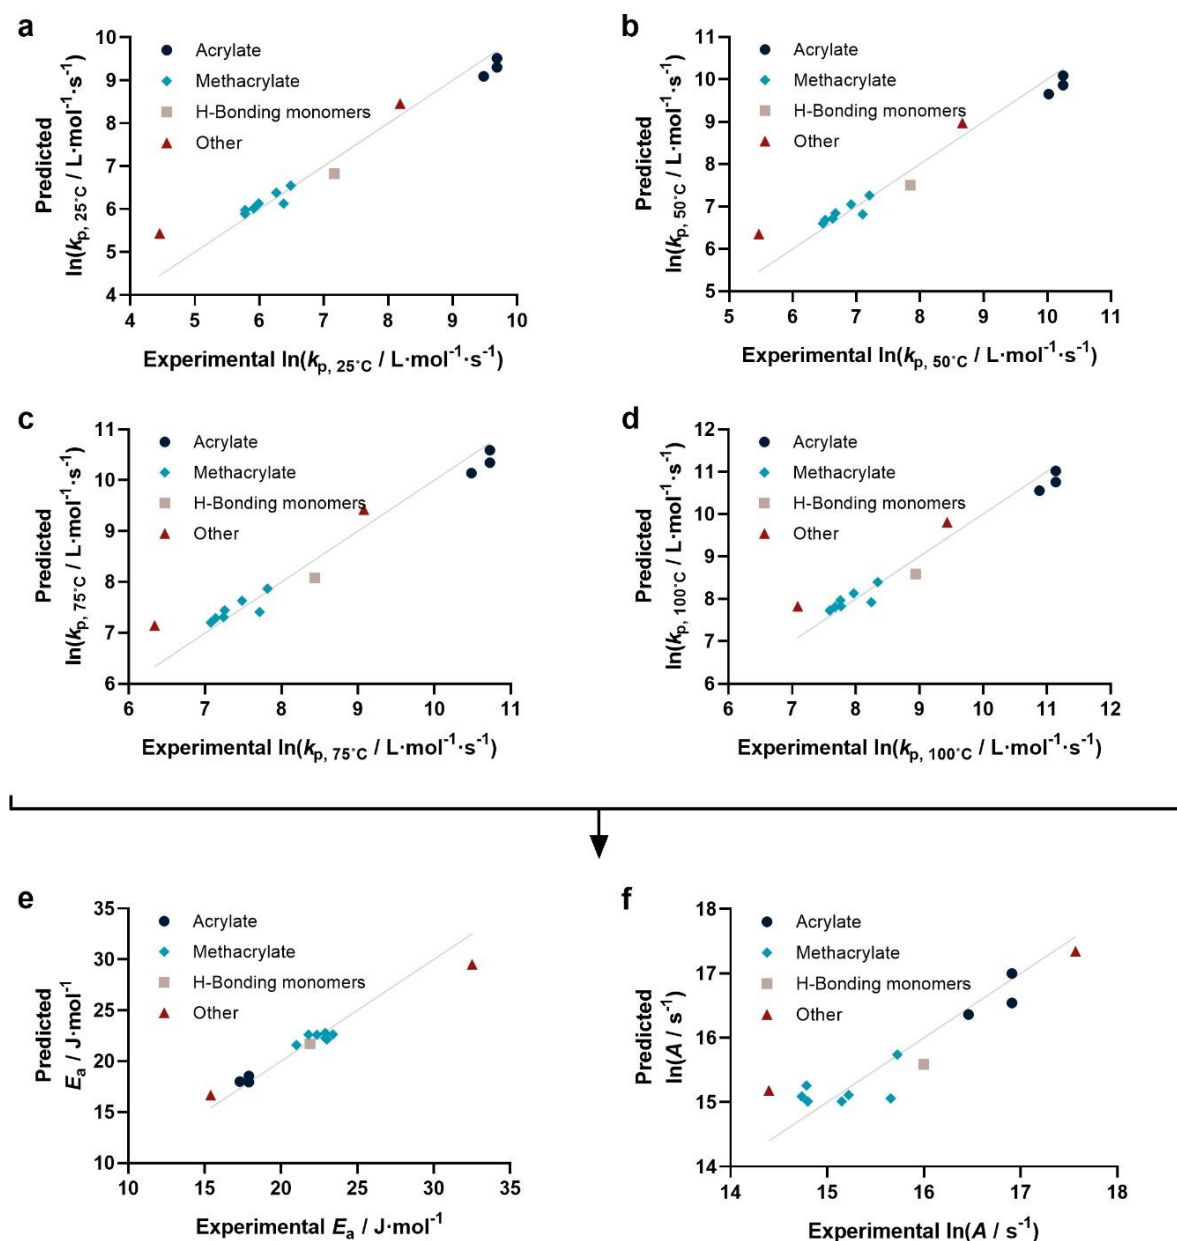 a
10
9
8
7
6
5
4
Predicted
ln(kp, 25°C / L·mol⁻¹·s⁻¹)
Acrylate
Methacrylate
H-Bonding monomers
Other
4 5 6 7 8 9 10
Experimental ln(kp, 25°C / L·mol⁻¹·s⁻¹)
b
11
10
9
8
7
6
5
Predicted
ln(kp, 50°C / L·mol⁻¹·s⁻¹)
Acrylate
Methacrylate
H-Bonding monomers
Other
5 6 7 8 9 10 11
Experimental ln(kp, 50°C / L·mol⁻¹·s⁻¹)
c
11
10
9
8
7
6
Predicted
ln(kp, 75°C / L·mol⁻¹·s⁻¹)
Acrylate
Methacrylate
H-Bonding monomers
Other
6 7 8 9 10 11
Experimental ln(kp, 75°C / L·mol⁻¹·s⁻¹)
d
12
11
10
9
8
7
6
Predicted
ln(kp, 100°C / L·mol⁻¹·s⁻¹)
Acrylate
Methacrylate
H-Bonding monomers
Other
6 7 8 9 10 11 12
Experimental ln(kp, 100°C / L·mol⁻¹·s⁻¹)
e
35
30
25
20
15
10
Predicted
Ea / J·mol⁻¹
Acrylate
Methacrylate
H-Bonding monomers
Other
10 15 20 25 30 35
Experimental Ea / J·mol⁻¹
f
18
17
16
15
14
Predicted
ln(A / s⁻¹)
Acrylate
Methacrylate
H-Bonding monomers
Other
14 15 16 17 18
Experimental ln(A / s⁻¹)